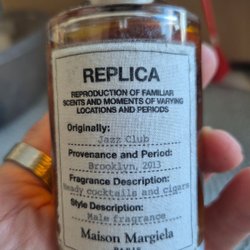 REPLICA
REPRODUCTION OF FAMILIAR
SCENTS AND MOMENTS OF VARYING
LOCATIONS AND PERIODS
Originally:
Jazz Club
Provenance and Period:
Brooklyn, 2013
Fragrance Description:
Heady cocktails and cigars
Style Description:
Male fragrance
Maison Margiela
PARIS